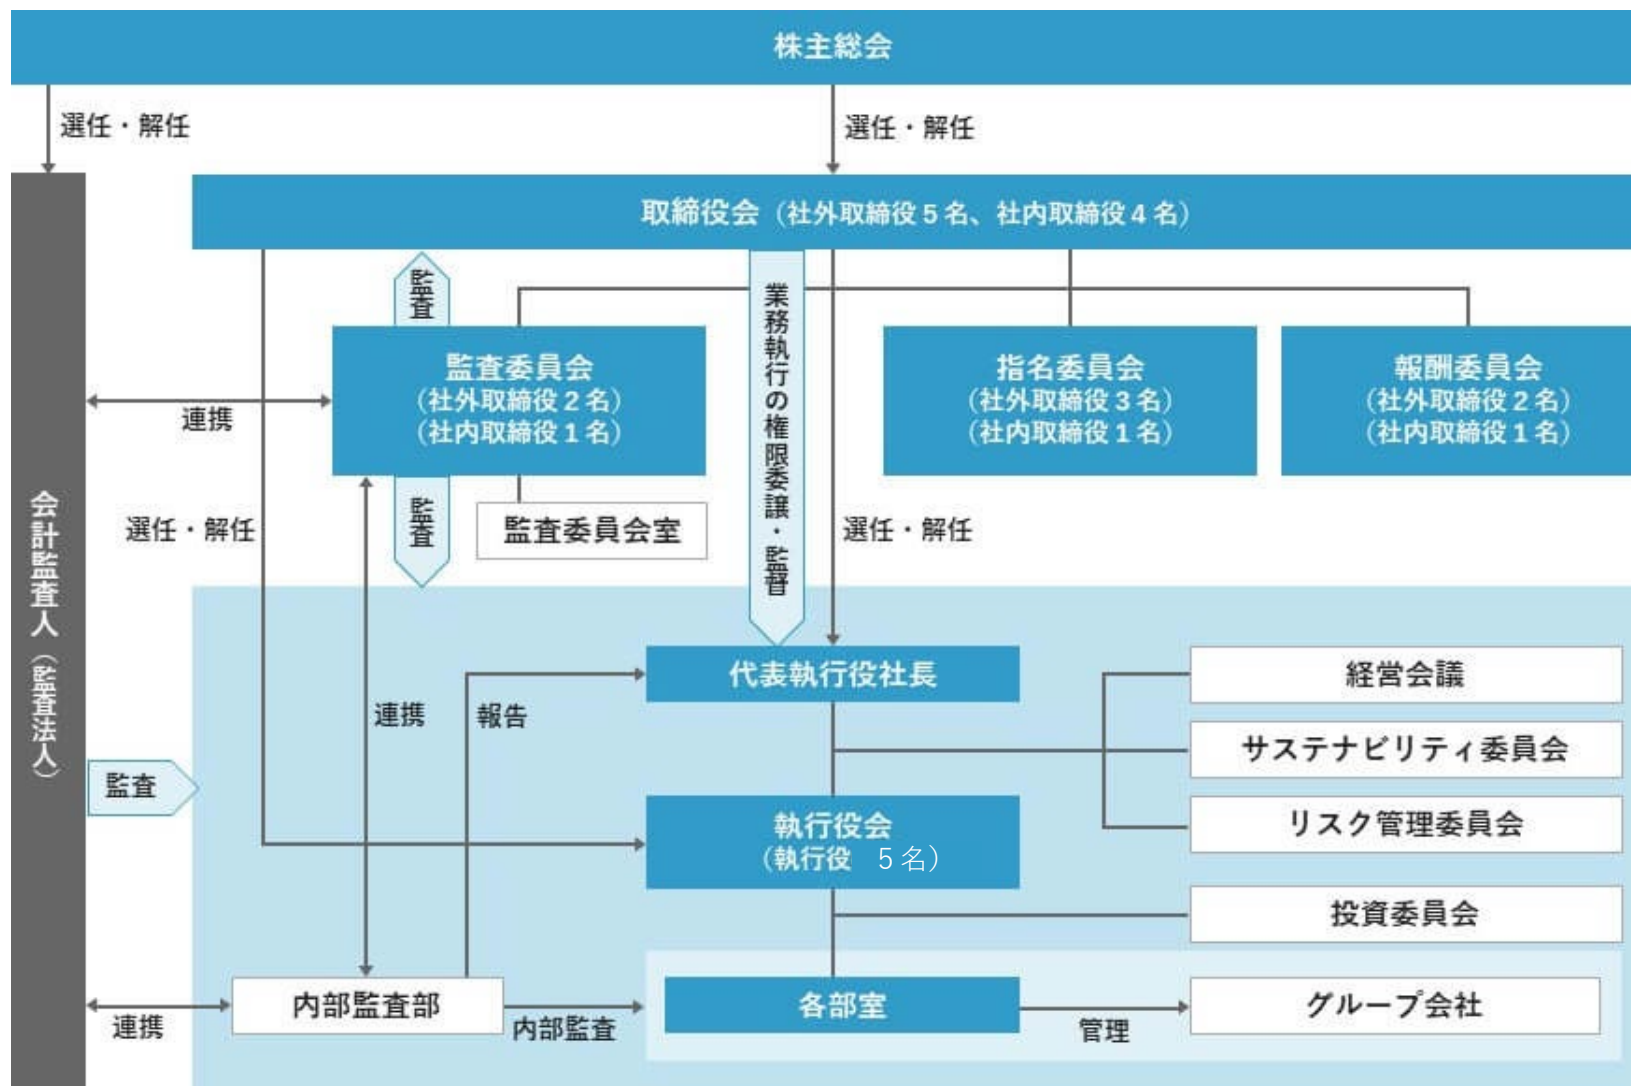 株主総会
選任・解任
選任・解任
取締役会（社外取締役５名、社内取締役４名）
監査
業務執行の権限委譲・監督
監査委員会
（社外取締役２名）
（社内取締役１名）
指名委員会
（社外取締役３名）
（社内取締役１名）
報酬委員会
（社外取締役２名）
（社内取締役１名）
連携
選任・解任
監査
監査委員会室
選任・解任
会計監査人（監査法人）
代表執行役社長
経営会議
連携
報告
サステナビリティ委員会
監査
執行役会
（執行役　５名）
リスク管理委員会
投資委員会
内部監査部
各部室
グループ会社
連携
内部監査
管理